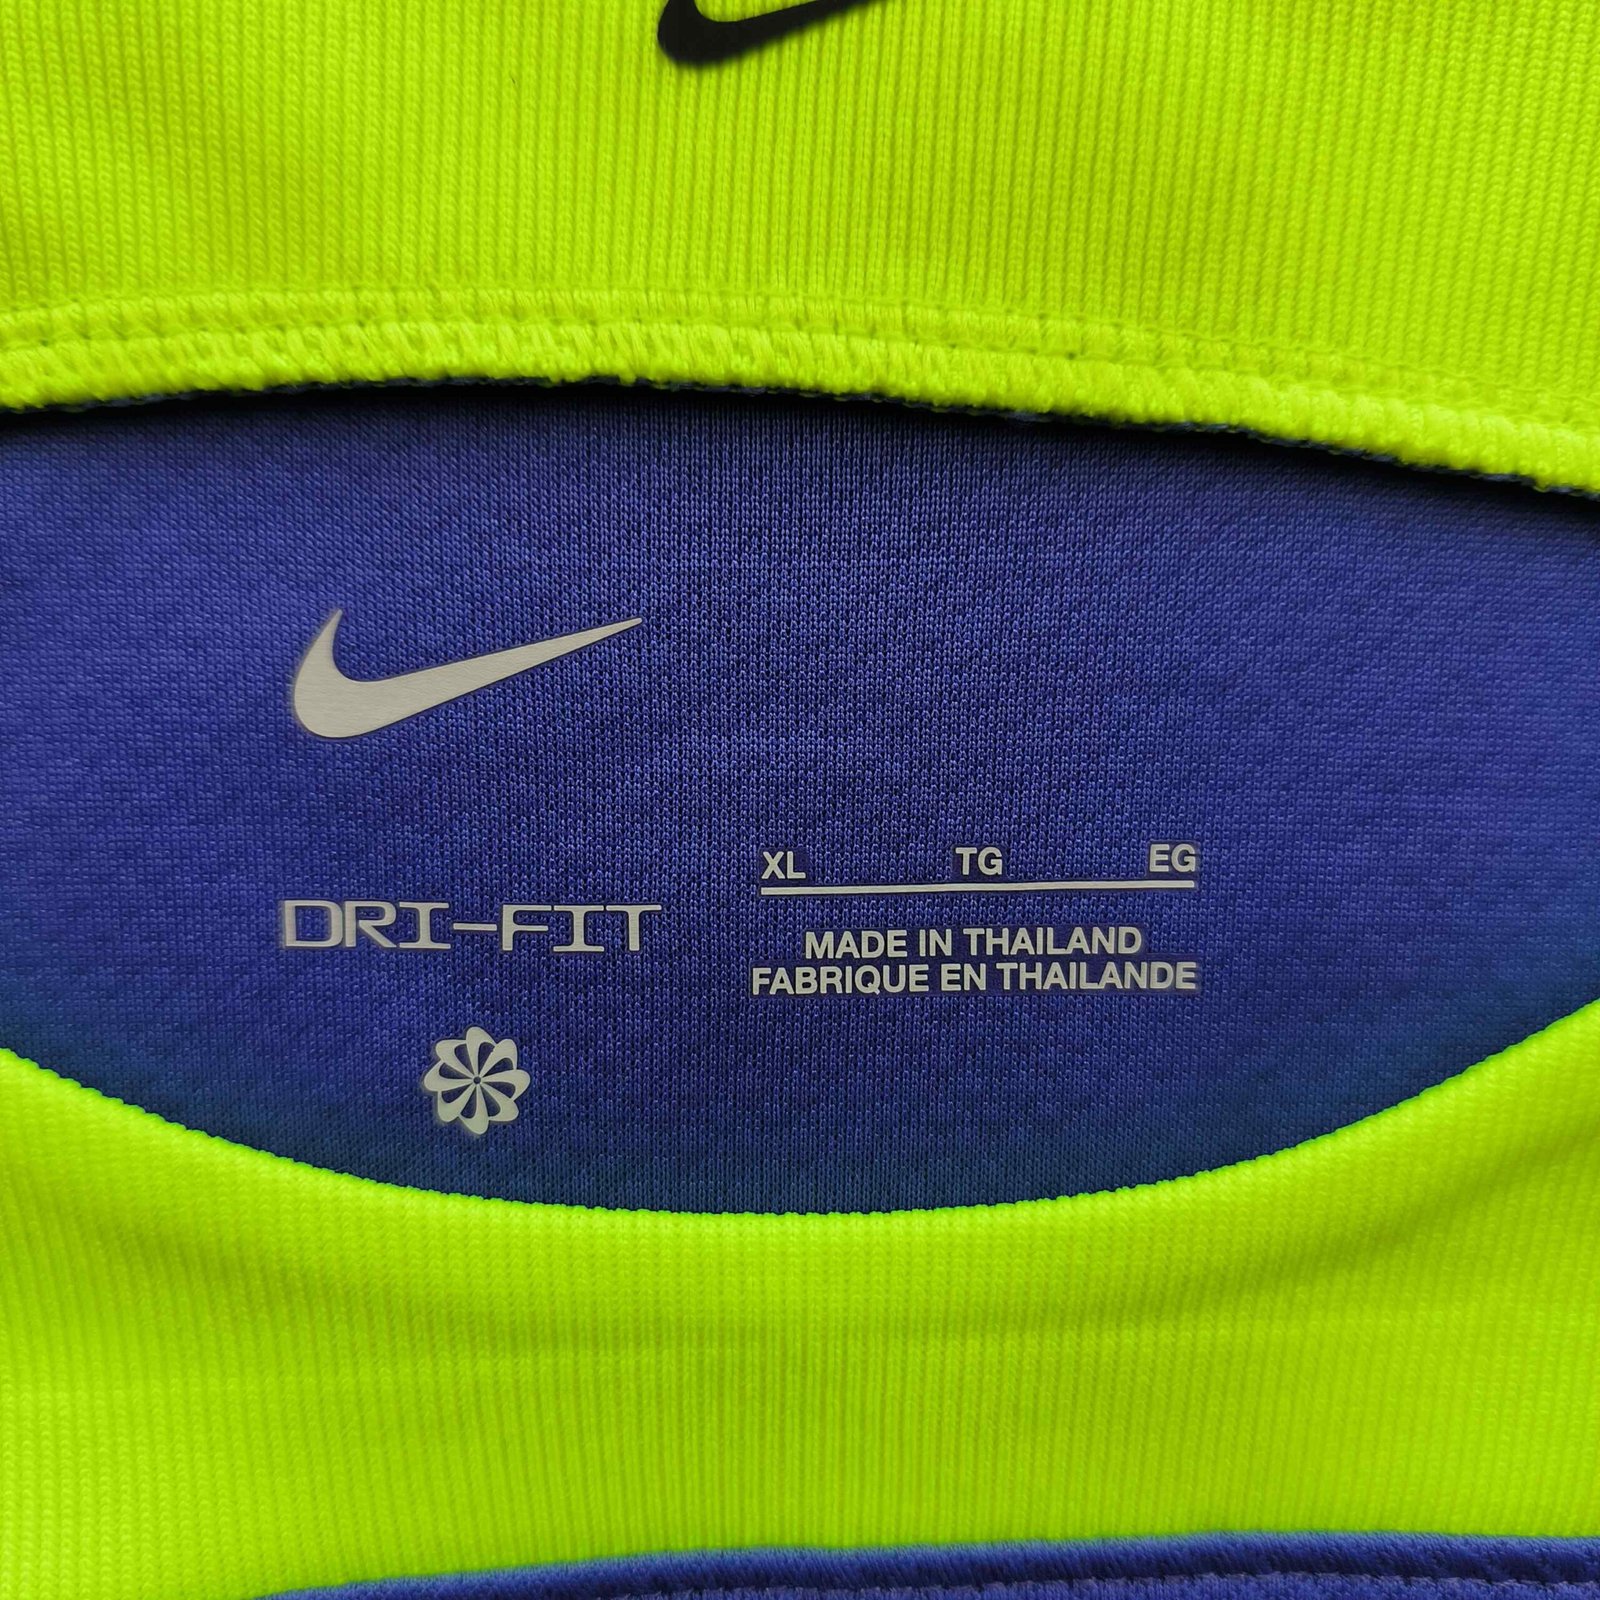 XL TG EG
DRI-FIT
MADE IN THAILAND
FABRIQUE EN THAILANDE